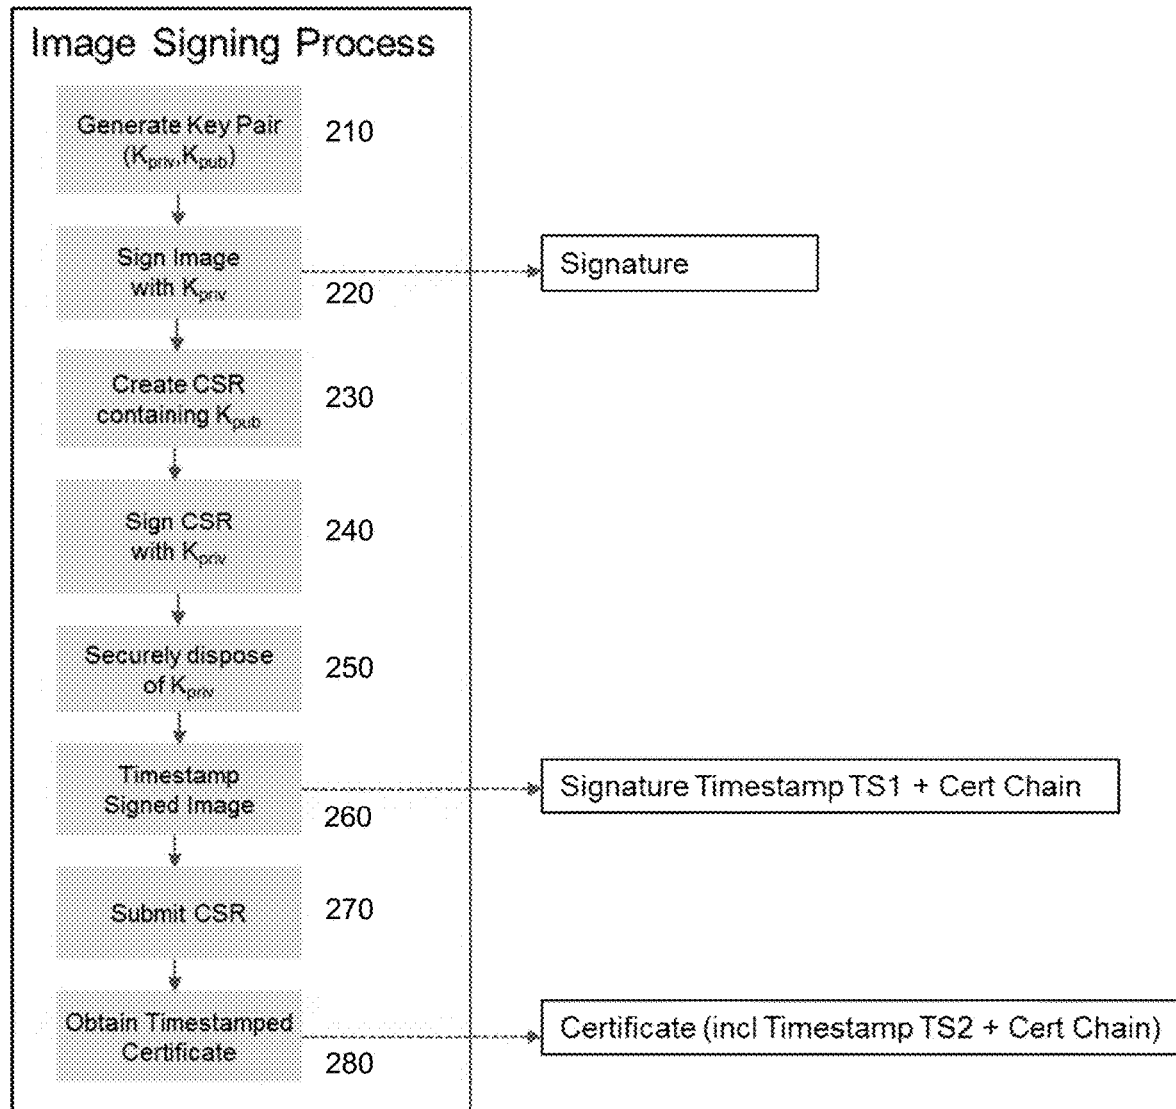 Image Signing Process
Generate Key Pair
(Kpriv,Kpub)
210
Sign Image
with Kpriv
220
Signature
Create CSR
containing Kpub
230
Sign CSR
with Kpriv
240
Securely dispose
of Kpriv
250
Timestamp
Signed Image
260
Signature Timestamp TS1 + Cert Chain
Submit CSR
270
Obtain Timestamped
Certificate
280
Certificate (incl Timestamp TS2 + Cert Chain)